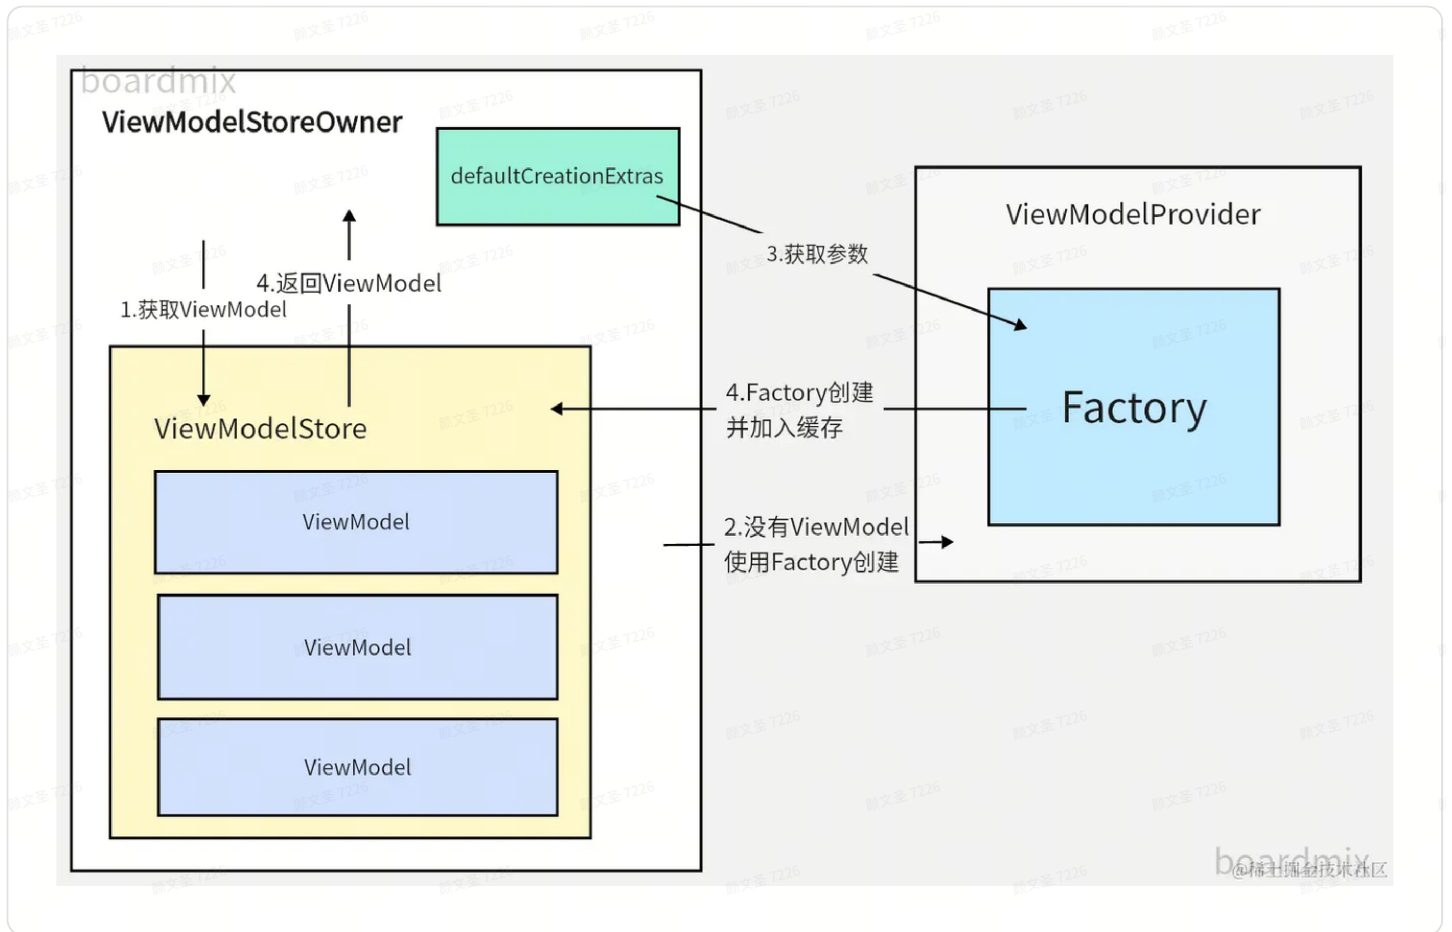 boardmix
ViewModelStoreOwner
defaultCreationExtras
ViewModelProvider
3.获取参数
4.返回ViewModel
1.获取ViewModel
4.Factory创建
并加入缓存
Factory
ViewModelStore
ViewModel
2.没有ViewModel
使用Factory创建
ViewModel
ViewModel
boardmix
@稀土掘金技术社区